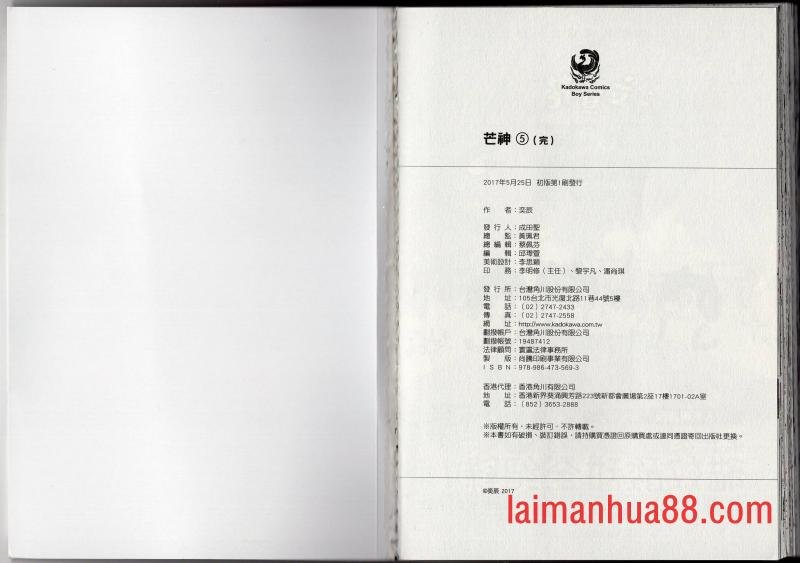 Kadokawa Comics
Boy Series
芒神 ⑤ (完)
2017年5月25日 初版第1刷發行
作 者：奕辰
發 行 人：成田聖
總 監：黃珮君
總 編 輯：蔡佩芬
編 輯：邱瓈萱
美術設計：李思穎
印 務：李明修（主任）、黎宇凡、潘尚琪
發 行 所：台灣角川股份有限公司
地 址：105台北市光復北路11巷44號5樓
電 話：(02) 2747-2433
傳 真：(02) 2747-2558
網 址：http://www.kadokawa.com.tw
劃撥帳戶：台灣角川股份有限公司
劃撥帳號：19487412
法律顧問：寰瀛法律事務所
製 版：尚騰印刷事業有限公司
ISBN：978-986-473-569-3
香港代理：香港角川有限公司
地 址：香港新界葵涌興芳路223號新都會廣場第2座17樓1701-02A室
電 話：(852) 3653-2888
※版權所有，未經許可，不許轉載。
※本書如有破損、裝訂錯誤，請持購買憑證回原購買處或連同憑證寄回出版社更換。
©奕辰 2017
laimanhua88.com